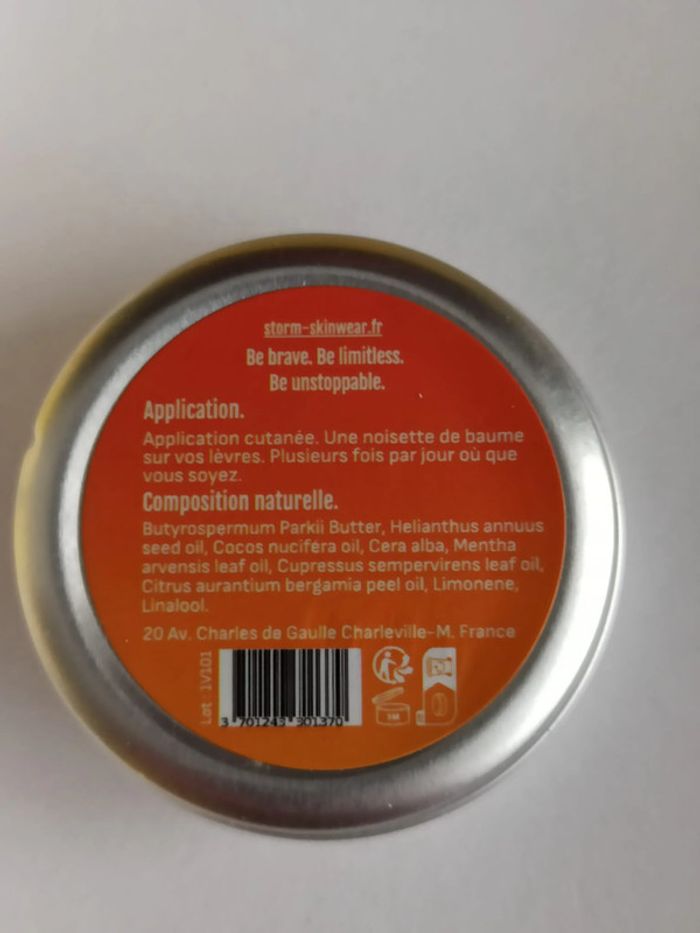 storm-skinwear.fr
Be brave. Be limitless.
Be unstoppable.
Application.
Application cutanée. Une noisette de baume
sur vos lèvres. Plusieurs fois par jour où que
vous soyez.
Composition naturelle.
Butyrospermum Parkii Butter, Helianthus annuus
seed oil, Cocos nucifera oil, Cera alba, Mentha
arvensis leaf oil, Cupressus sempervirens leaf oil,
Citrus aurantium bergamia peel oil, Limonene,
Linalool.
20 Av. Charles de Gaulle Charleville-M. France
Lot : 1V101
3 701243 301370